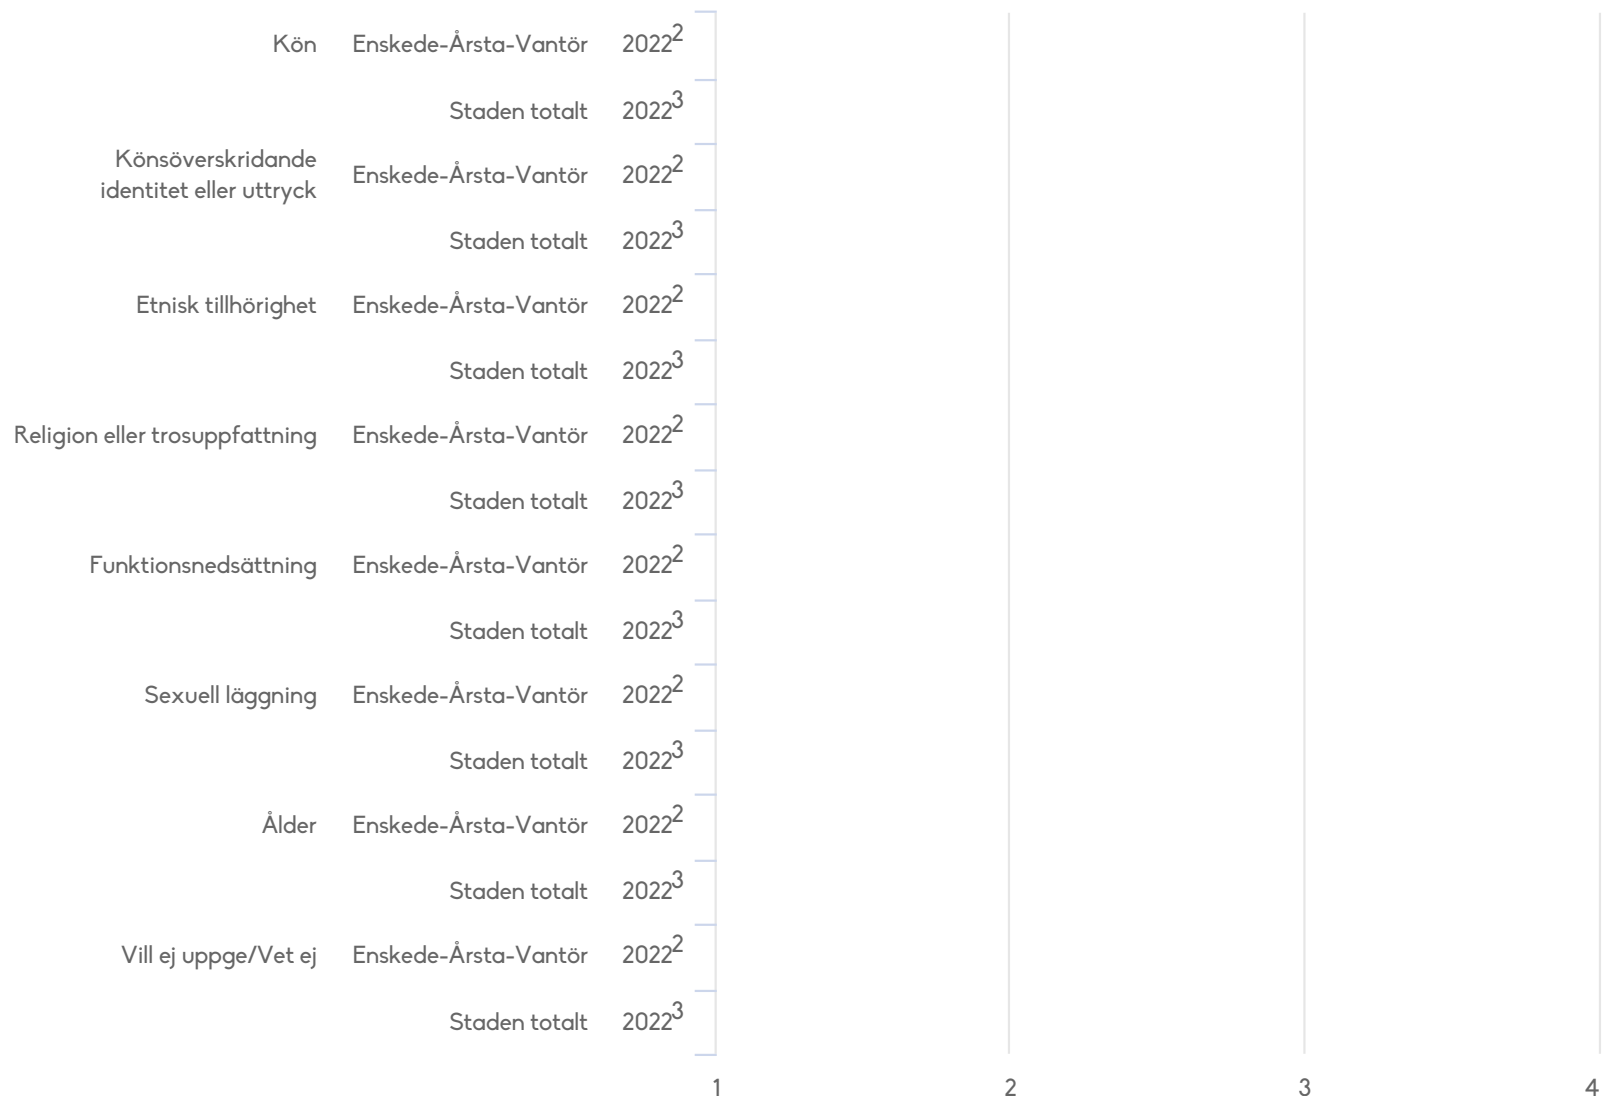 Kön Enskede-Årsta-Vantör 2022²
Staden totalt 2022³
Könsöverskridande
identitet eller uttryck Enskede-Årsta-Vantör 2022²
Staden totalt 2022³
Etnisk tillhörighet Enskede-Årsta-Vantör 2022²
Staden totalt 2022³
Religion eller trosuppfattning Enskede-Årsta-Vantör 2022²
Staden totalt 2022³
Funktionsnedsättning Enskede-Årsta-Vantör 2022²
Staden totalt 2022³
Sexuell läggning Enskede-Årsta-Vantör 2022²
Staden totalt 2022³
Ålder Enskede-Årsta-Vantör 2022²
Staden totalt 2022³
Vill ej uppge/Vet ej Enskede-Årsta-Vantör 2022²
Staden totalt 2022³
1 2 3 4